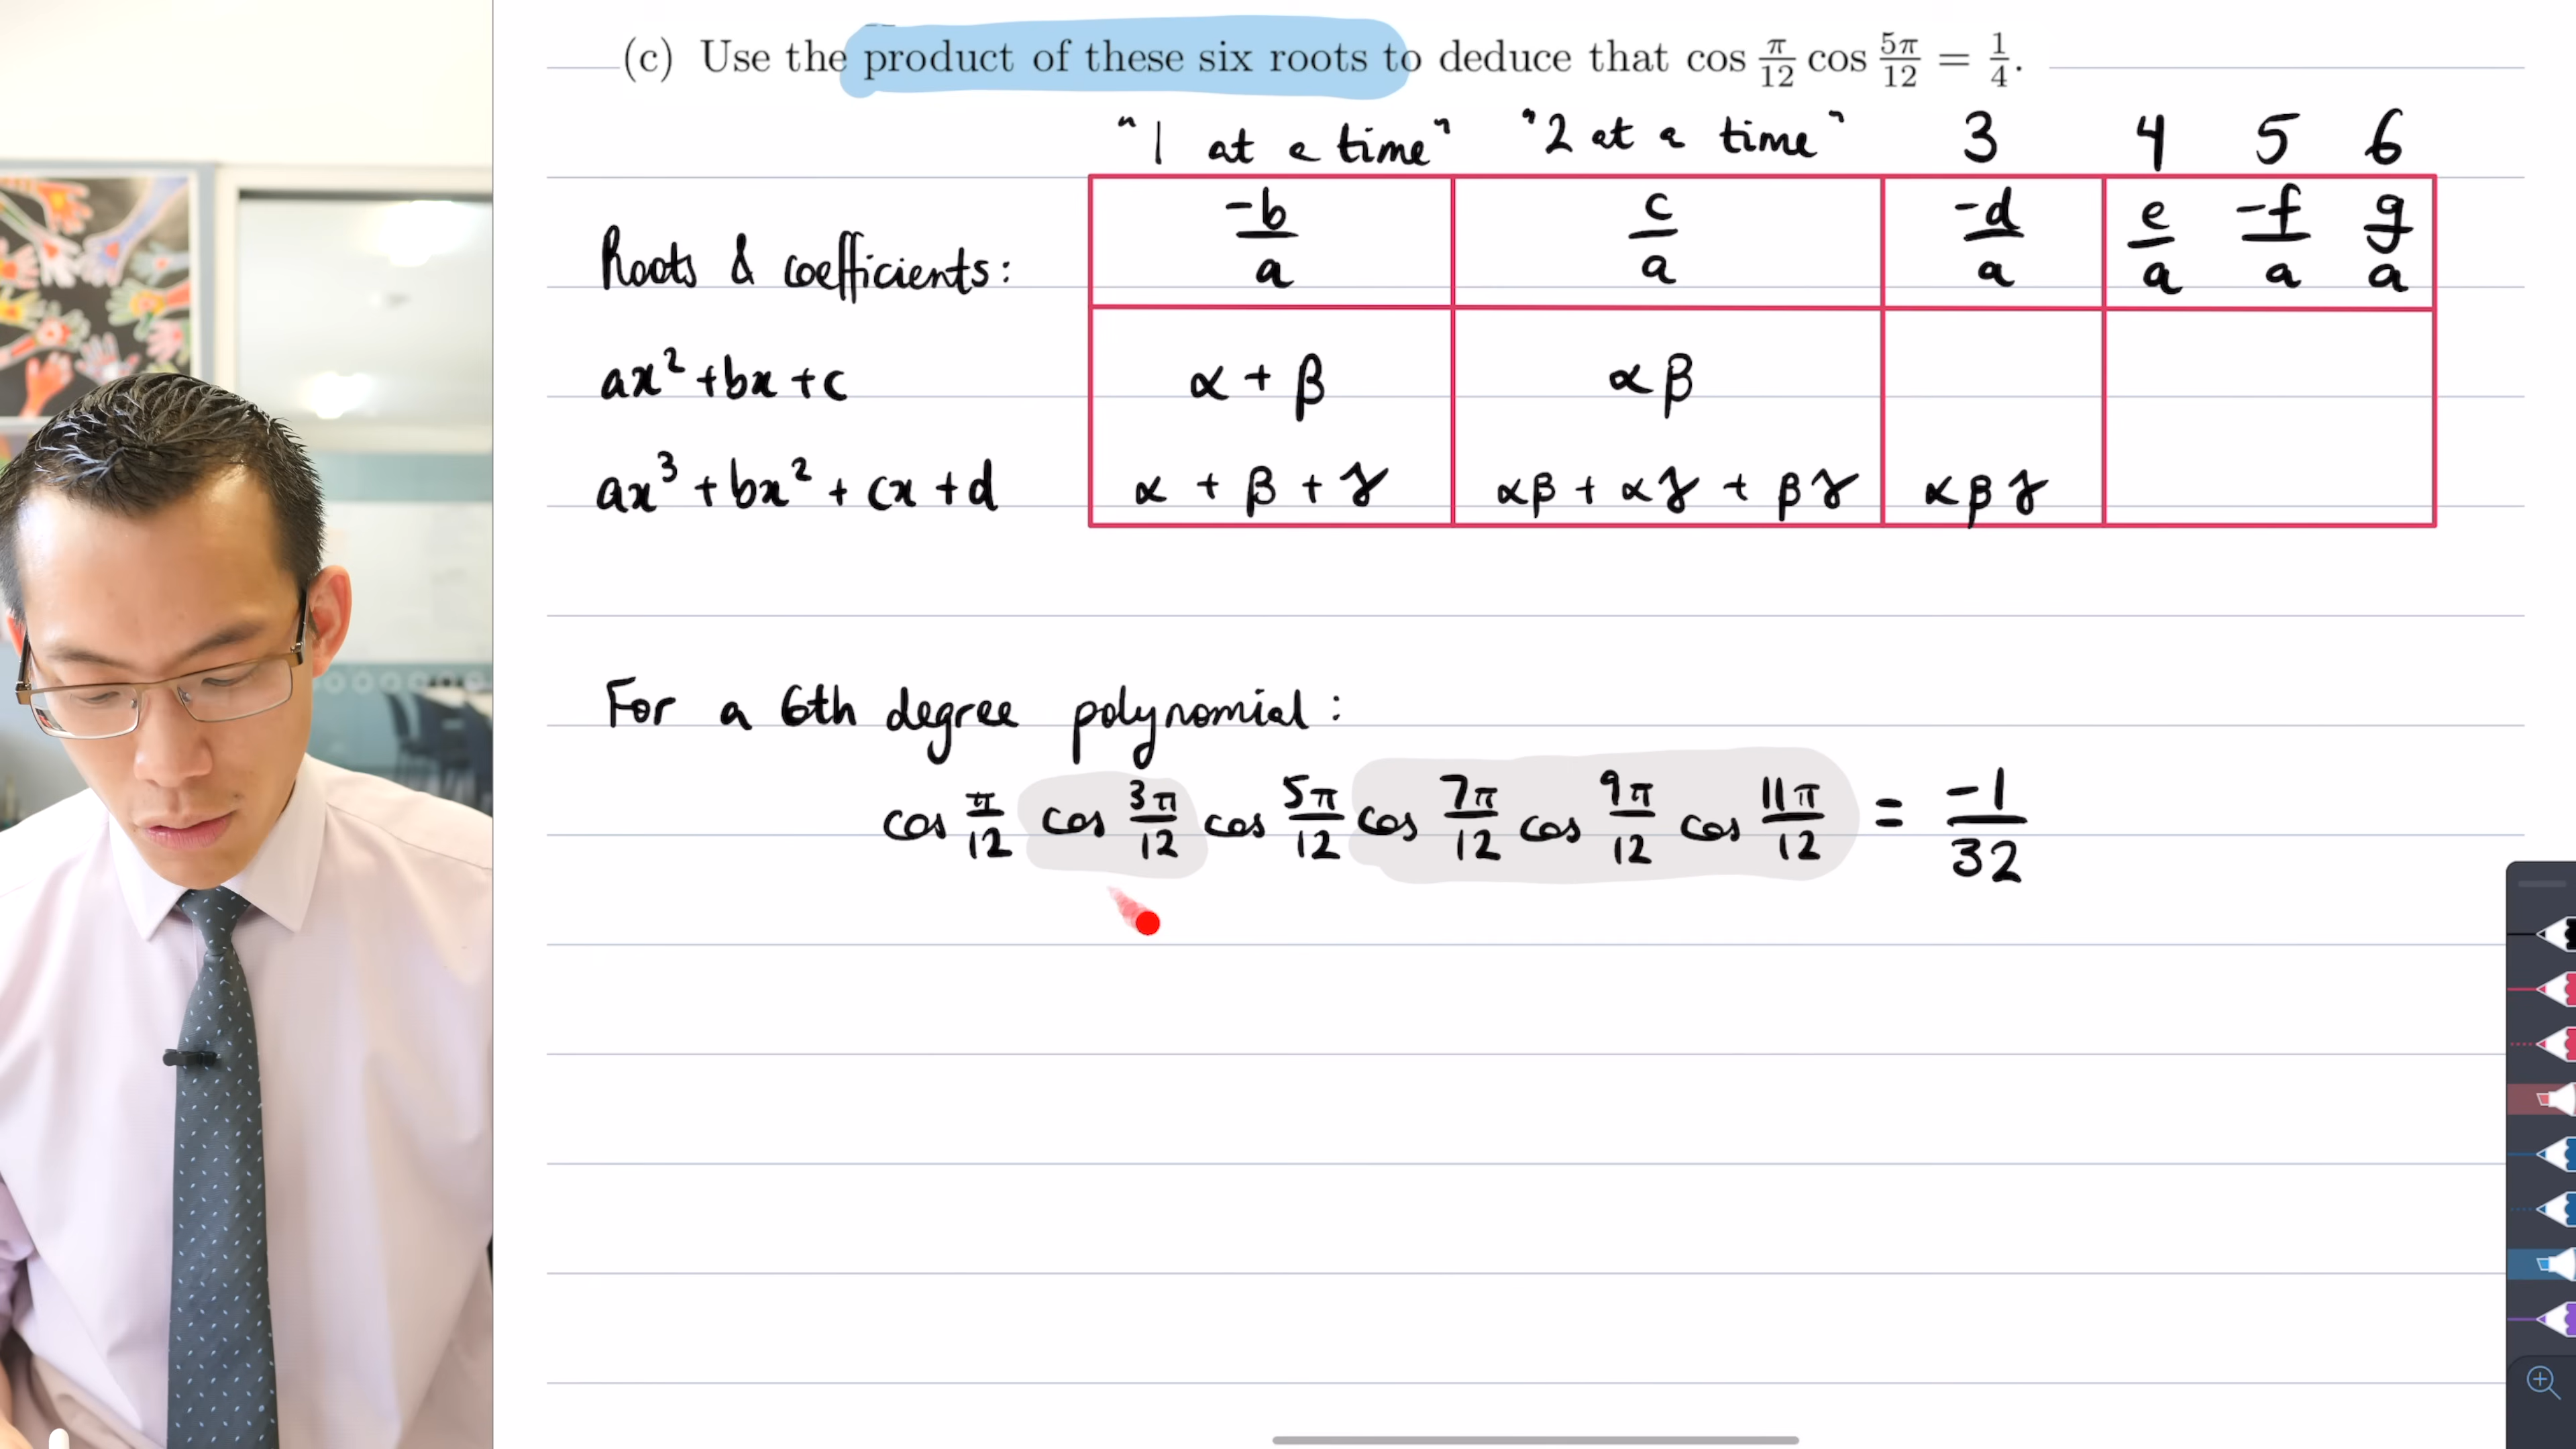 (c) Use the product of these six roots to deduce that cos π/12 cos 5π/12 = 1/4.
"1 at a time" "2 at a time" 3 4 5 6
Roots & coefficients: -b/a c/a -d/a e/a -f/a g/a
ax² + bx + c α + β αβ
ax³ + bx² + cx + d α + β + γ αβ + αγ + βγ αβγ
For a 6th degree polynomial :
cos π/12 cos 3π/12 cos 5π/12 cos 7π/12 cos 9π/12 cos 11π/12 = -1/32